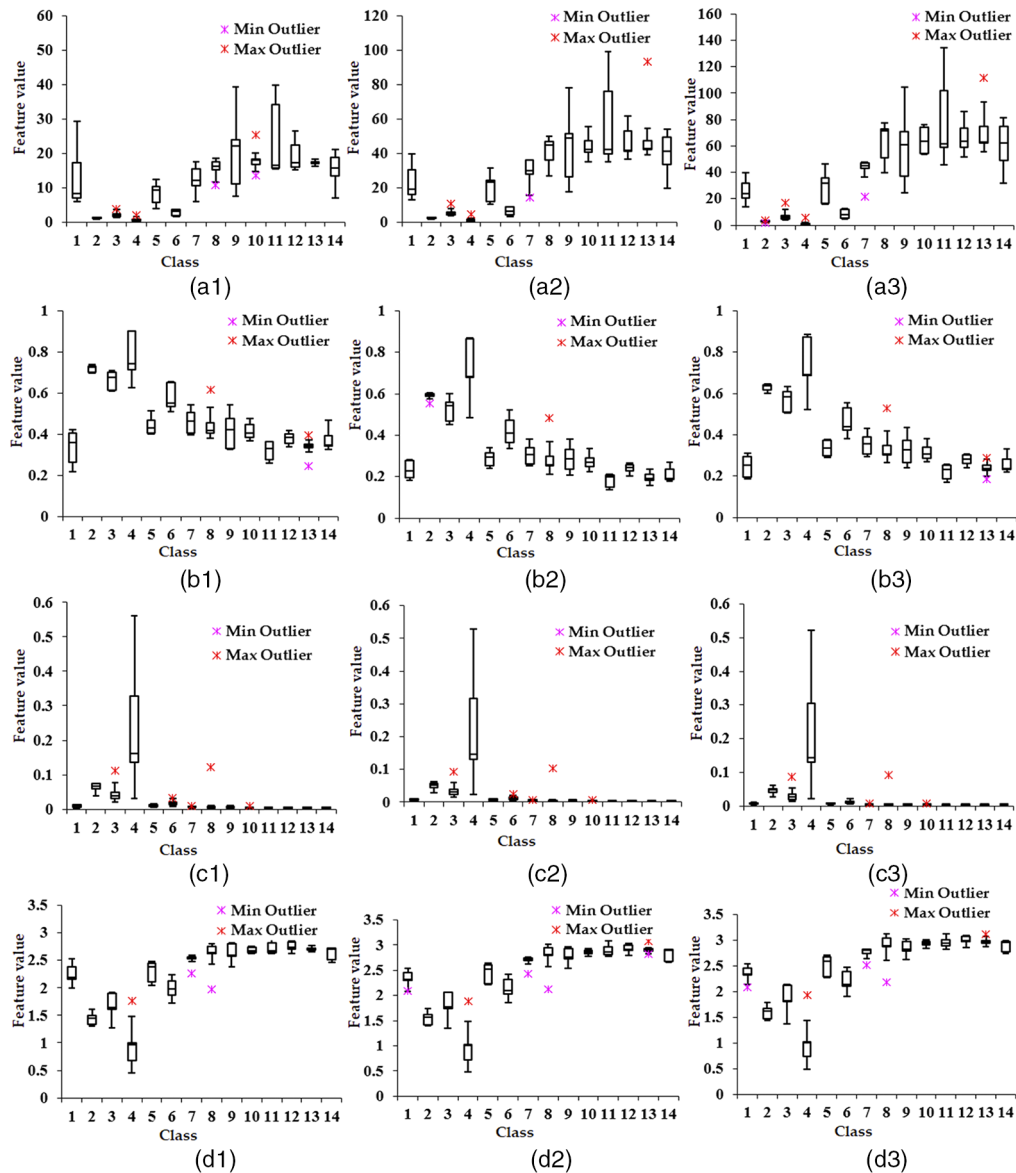 60
50
40
30
20
10
0
Feature value
Min Outlier
Max Outlier
1 2 3 4 5 6 7 8 9 10 11 12 13 14
Class
(a1)
120
100
80
60
40
20
0
Feature value
Min Outlier
Max Outlier
1 2 3 4 5 6 7 8 9 10 11 12 13 14
Class
(a2)
160
140
120
100
80
60
40
20
0
Feature value
Min Outlier
Max Outlier
1 2 3 4 5 6 7 8 9 10 11 12 13 14
Class
(a3)
1
0.8
0.6
0.4
0.2
0
Feature value
Min Outlier
Max Outlier
1 2 3 4 5 6 7 8 9 10 11 12 13 14
Class
(b1)
1
0.8
0.6
0.4
0.2
0
Feature value
Min Outlier
Max Outlier
1 2 3 4 5 6 7 8 9 10 11 12 13 14
Class
(b2)
1
0.8
0.6
0.4
0.2
0
Feature value
Min Outlier
Max Outlier
1 2 3 4 5 6 7 8 9 10 11 12 13 14
Class
(b3)
0.6
0.5
0.4
0.3
0.2
0.1
0
Feature value
Min Outlier
Max Outlier
1 2 3 4 5 6 7 8 9 10 11 12 13 14
Class
(c1)
0.6
0.5
0.4
0.3
0.2
0.1
0
Feature value
Min Outlier
Max Outlier
1 2 3 4 5 6 7 8 9 10 11 12 13 14
Class
(c2)
0.6
0.5
0.4
0.3
0.2
0.1
0
Feature value
Min Outlier
Max Outlier
1 2 3 4 5 6 7 8 9 10 11 12 13 14
Class
(c3)
3.5
3
2.5
2
1.5
1
0.5
0
Feature value
Min Outlier
Max Outlier
1 2 3 4 5 6 7 8 9 10 11 12 13 14
Class
(d1)
3.5
3
2.5
2
1.5
1
0.5
0
Feature value
Min Outlier
Max Outlier
1 2 3 4 5 6 7 8 9 10 11 12 13 14
Class
(d2)
3.5
3
2.5
2
1.5
1
0.5
0
Feature value
Min Outlier
Max Outlier
1 2 3 4 5 6 7 8 9 10 11 12 13 14
Class
(d3)